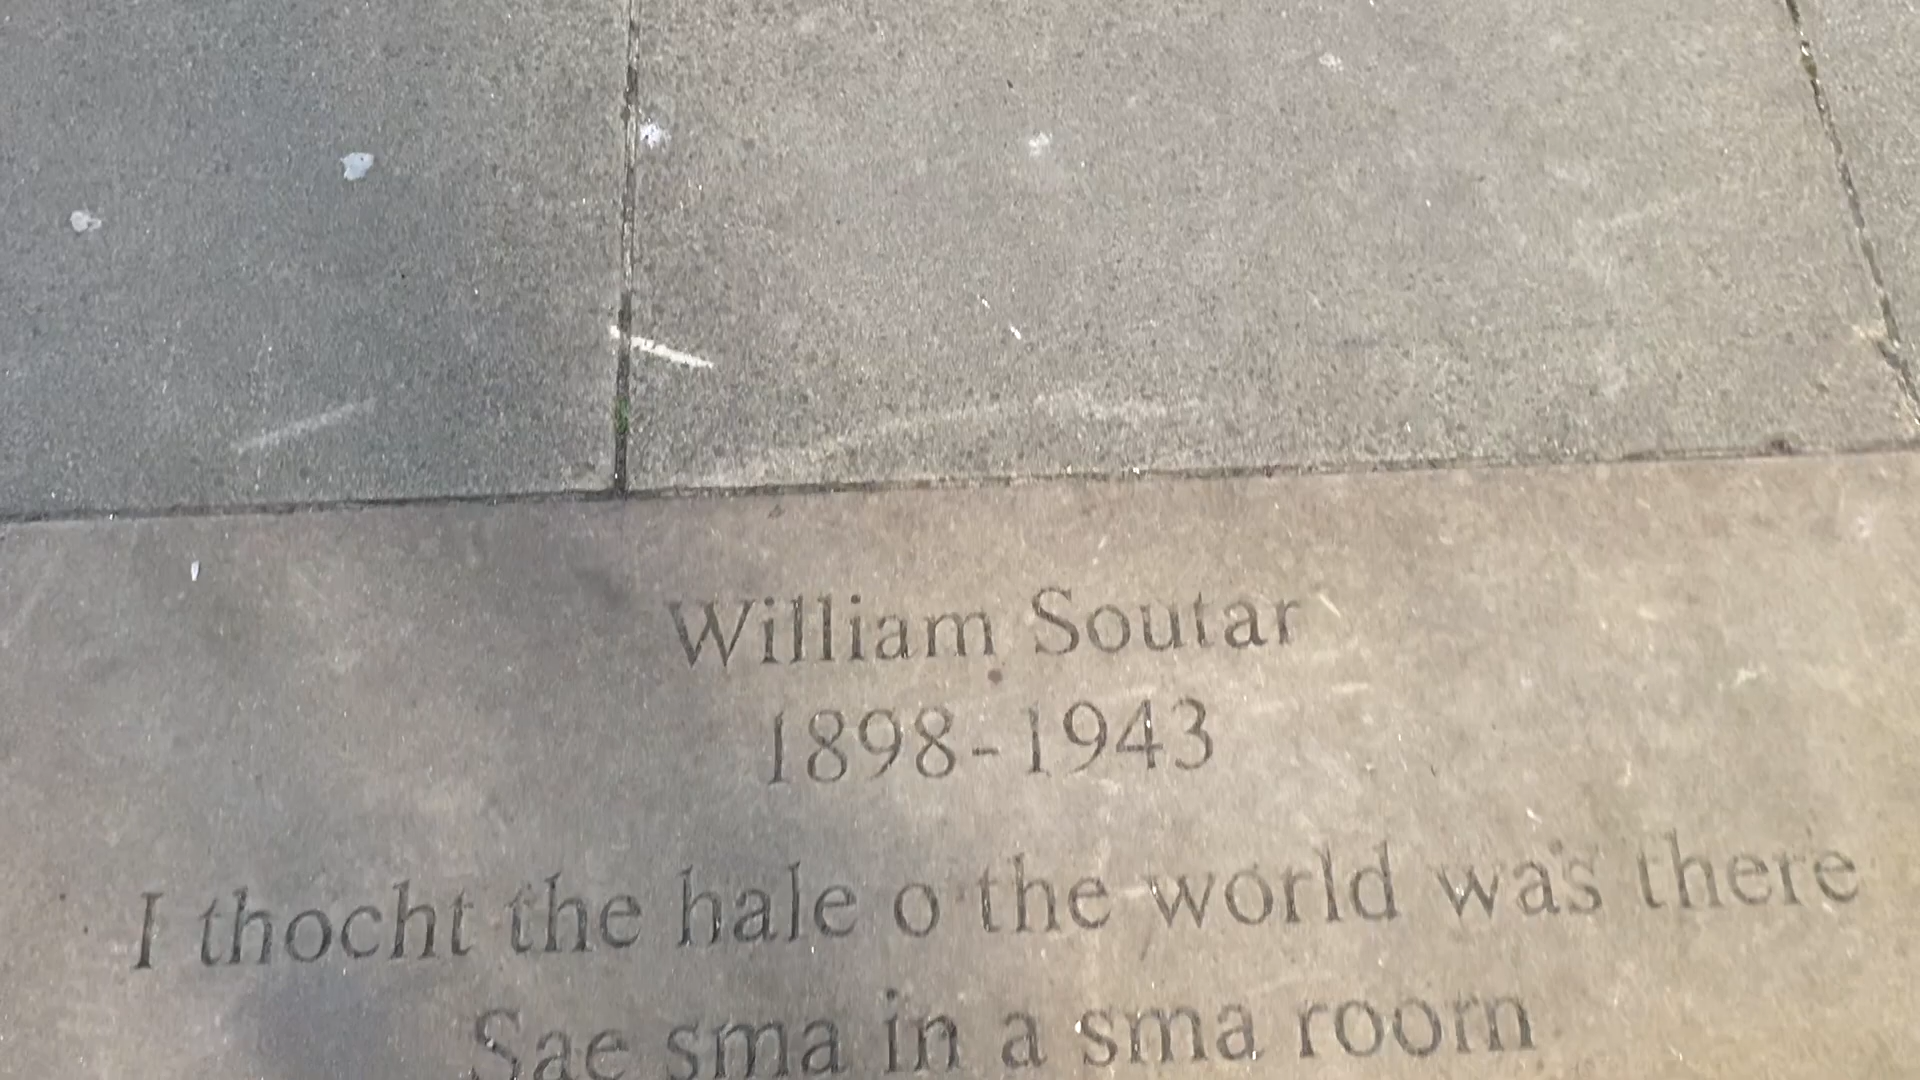 William Soutar
1898-1943
I thocht the hale o the world was there
Sae sma in a sma room